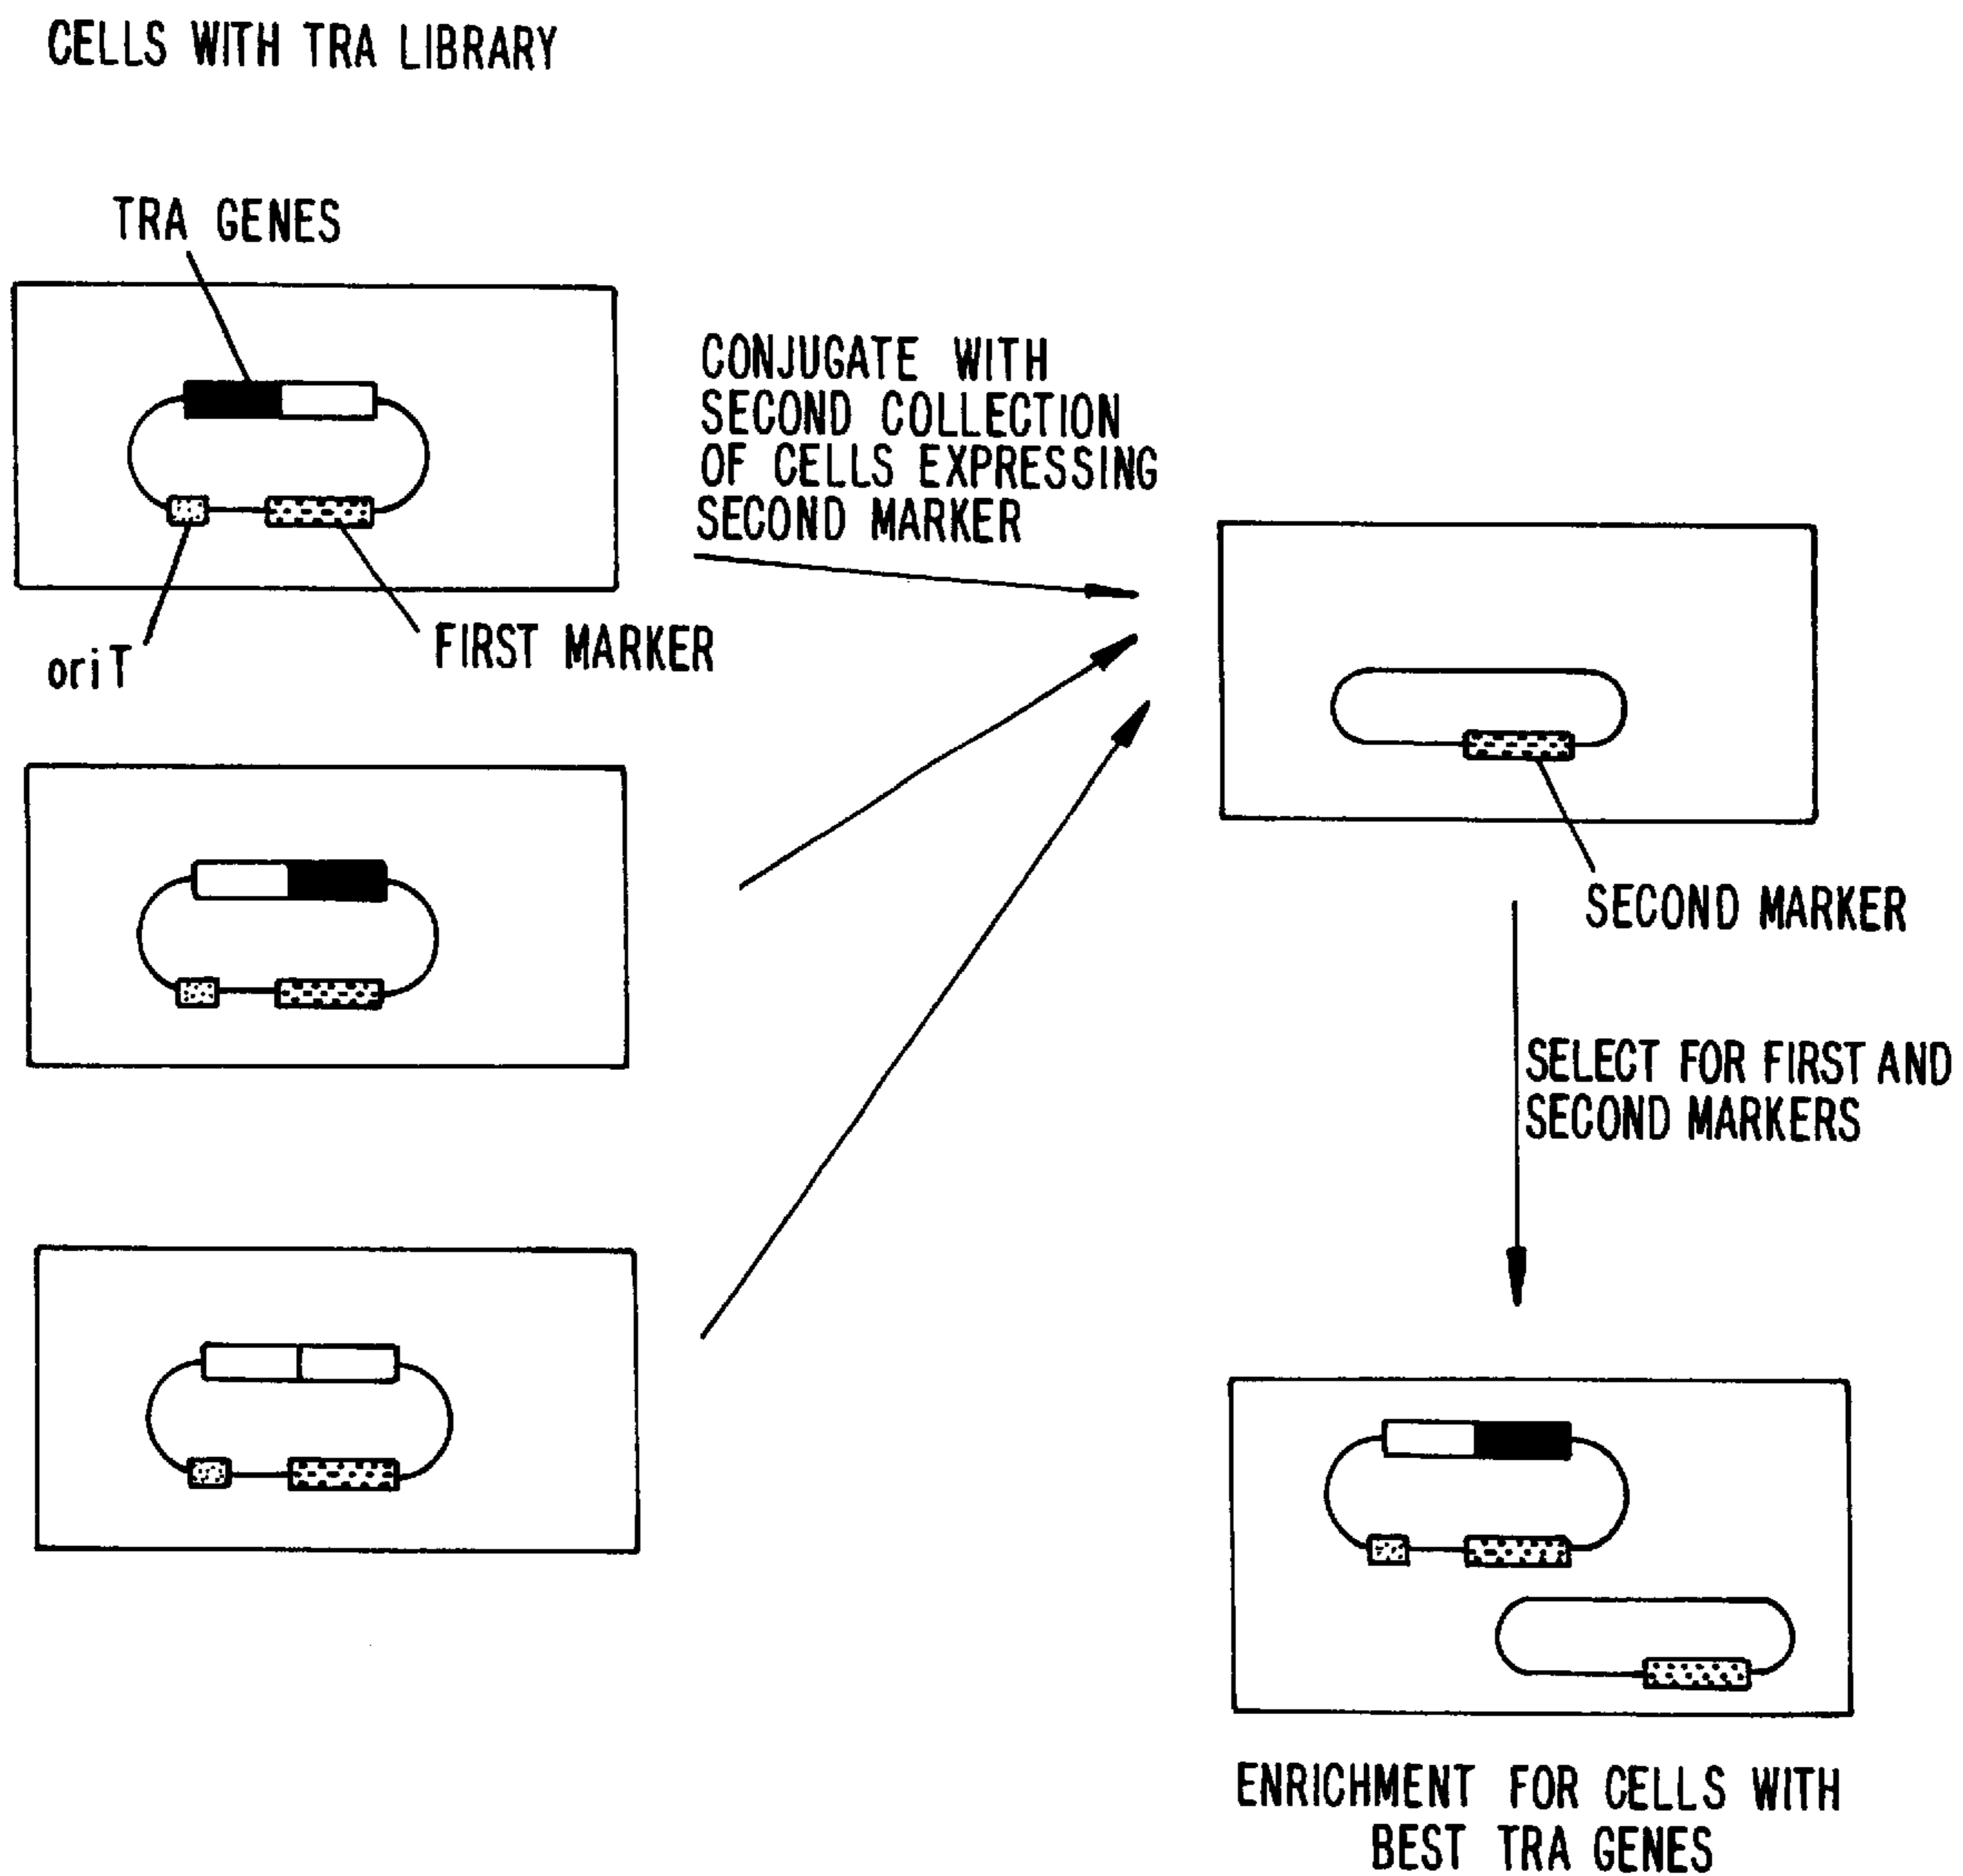 CELLS WITH TRA LIBRARY
TRA GENES
CONJUGATE WITH
SECOND COLLECTION
OF CELLS EXPRESSING
SECOND MARKER
oriT
FIRST MARKER
SECOND MARKER
SELECT FOR FIRST AND
SECOND MARKERS
ENRICHMENT FOR CELLS WITH
BEST TRA GENES